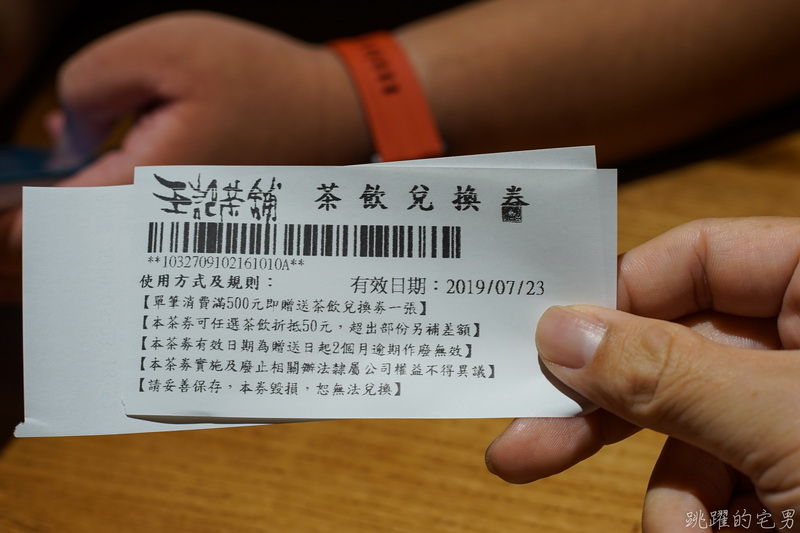 王記茶舖 茶飲兌換券
**1032709102161010A**
使用方式及規則： 有效日期：2019/07/23
【單筆消費滿500元即贈送茶飲兌換券一張】
【本茶券可任選茶飲折抵50元，超出部份另補差額】
【本茶券有效日期為贈送日起2個月逾期作廢無效】
【本茶券實施及廢止相關辦法隸屬公司權益不得異議】
【請妥善保存，本券毀損，恕無法兌換】
跳躍的宅男